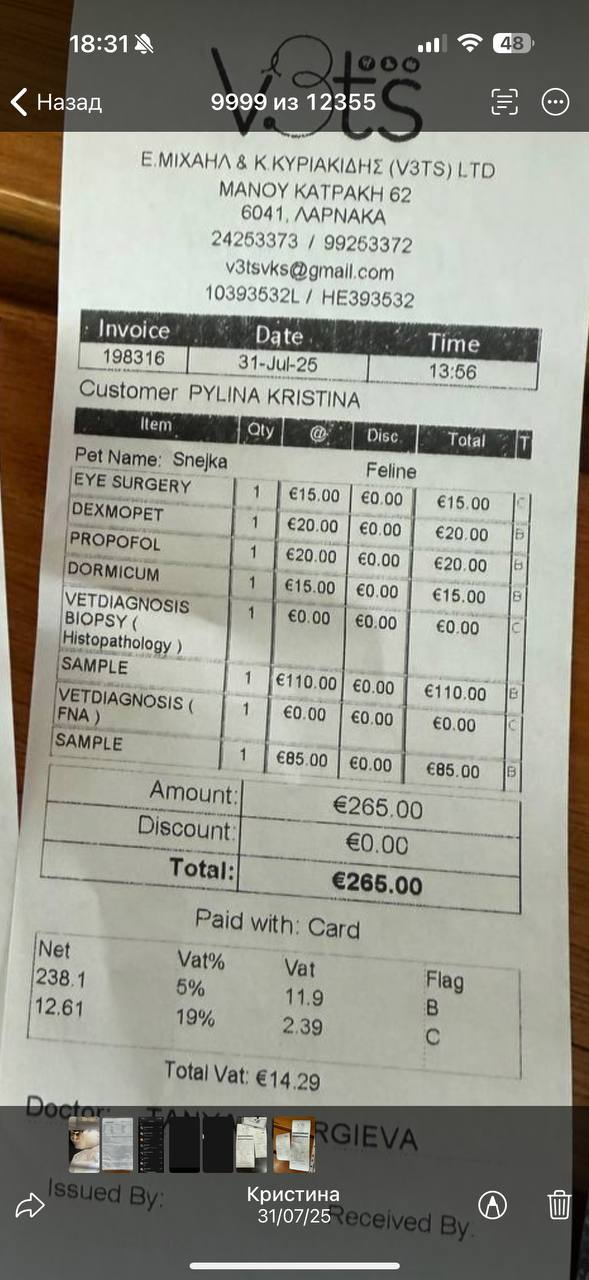 18:31
48
Назад
9999 из 12355
v3ts
Ε.ΜΙΧΑΗΛ & Κ.ΚΥΡΙΑΚΙΔΗΣ (V3TS) LTD
ΜΑΝΟΥ ΚΑΤΡΑΚΗ 62
6041, ΛΑΡΝΑΚΑ
24253373 / 99253372
v3tsvks@gmail.com
10393532L / HE393532
Invoice Date Time
198316 31-Jul-25 13:56
Customer PYLINA KRISTINA
Item Qty @ Disc. Total T
Pet Name: Snejka Feline
EYE SURGERY 1 €15.00 €0.00 €15.00 C
DEXMOPET 1 €20.00 €0.00 €20.00 B
PROPOFOL 1 €20.00 €0.00 €20.00 B
DORMICUM 1 €15.00 €0.00 €15.00 B
VETDIAGNOSIS 1 €0.00 €0.00 €0.00 C
BIOPSY (
Histopathology )
SAMPLE 1 €110.00 €0.00 €110.00 B
VETDIAGNOSIS ( 1 €0.00 €0.00 €0.00 C
FNA )
SAMPLE 1 €85.00 €0.00 €85.00 B
Amount: €265.00
Discount: €0.00
Total: €265.00
Paid with: Card
Net Vat% Vat Flag
238.1 5% 11.9 B
12.61 19% 2.39 C
Total Vat: €14.29
Doctor:
Issued By:
Received By:
Кристина
31/07/25